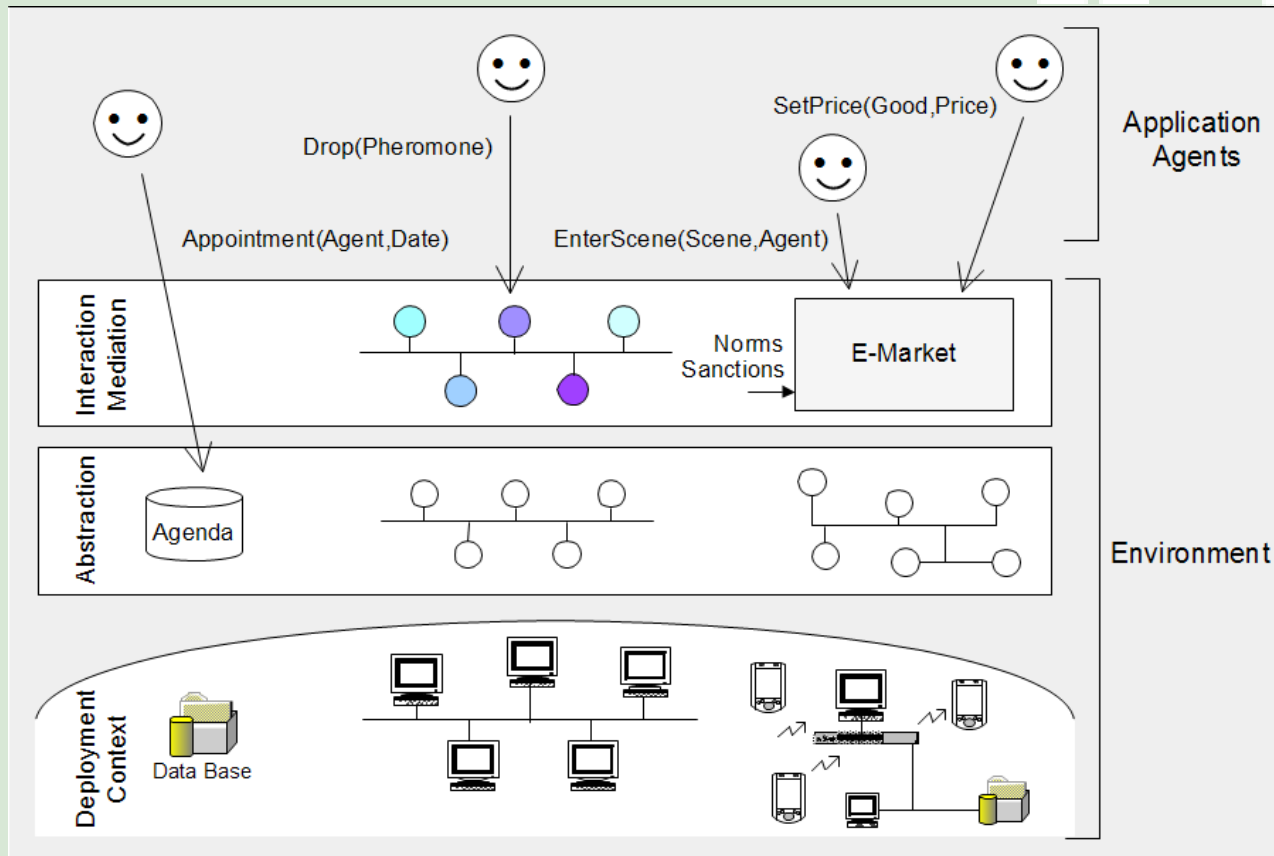 SetPrice(Good,Price)
Application
Agents
Drop(Pheromone)
Appointment(Agent,Date)
EnterScene(Scene,Agent)
Interaction
Mediation
Norms
Sanctions
E-Market
Abstraction
Agenda
Environment
Deployment
Context
Data Base